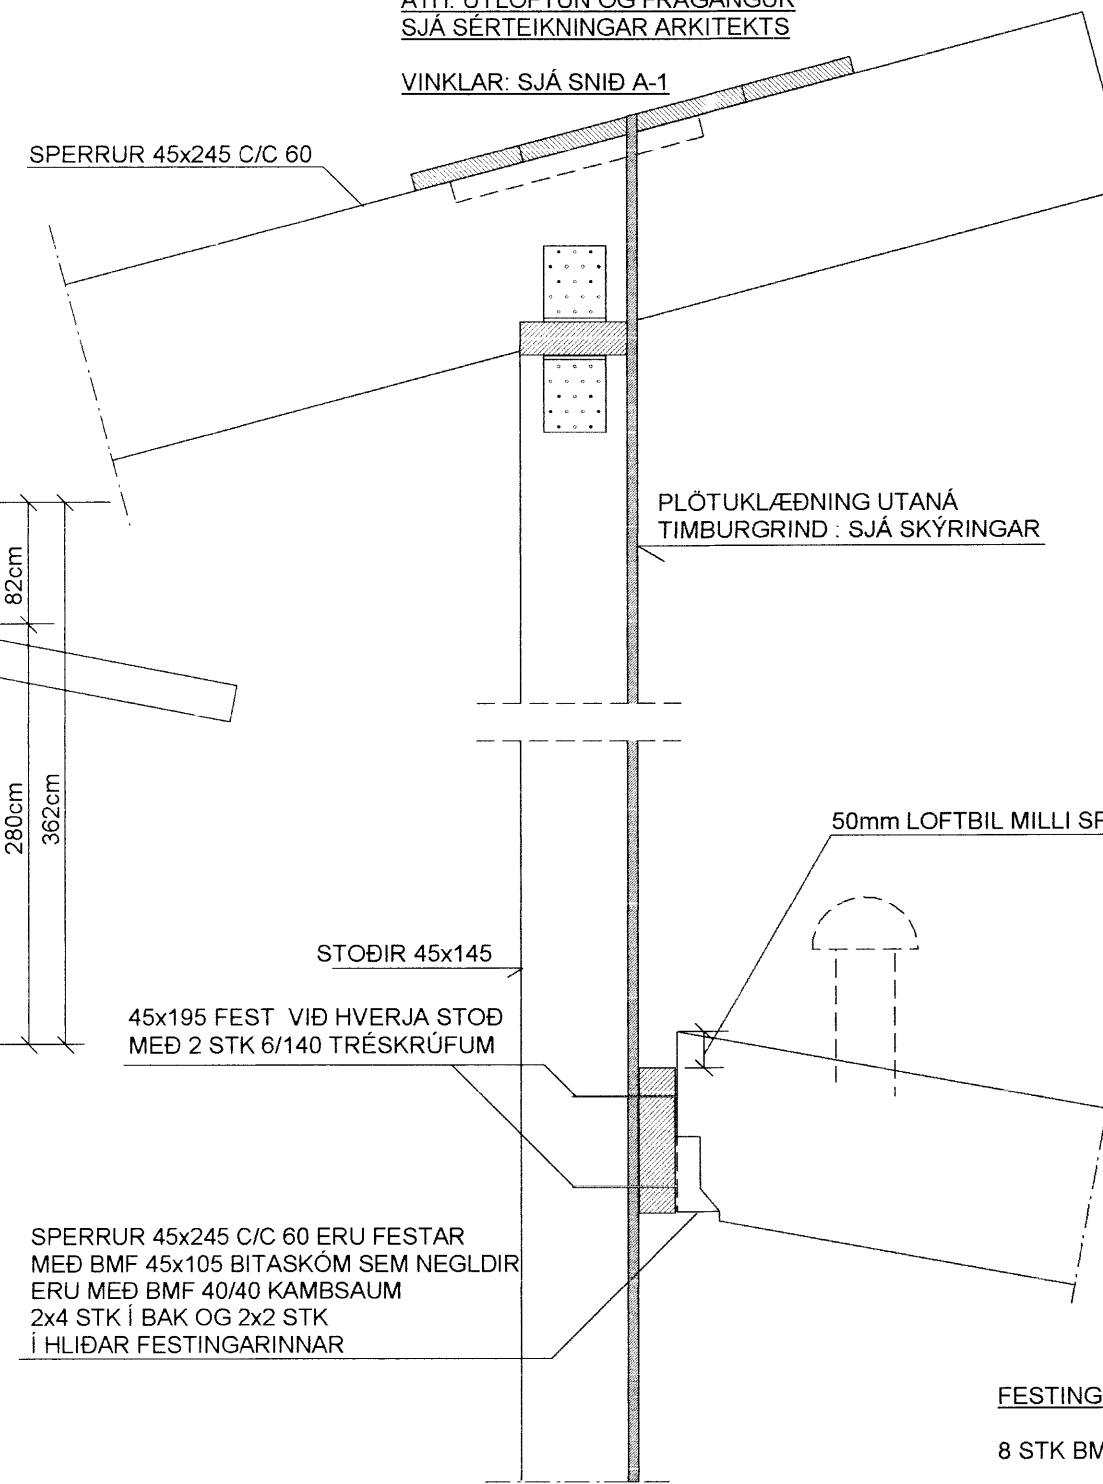 SJÁ SÉRTEIKNINGAR ARKITEKTS
VINKLAR: SJÁ SNIÐ A-1
SPERRUR 45x245 C/C 60
PLÖTUKLÆÐNING UTANÁ
TIMBURGRIND : SJÁ SKÝRINGAR
82cm
280cm
362cm
50mm LOFTBIL MILLI
STOÐIR 45x145
45x195 FEST VIÐ HVERJA STOÐ
MEÐ 2 STK 6/140 TRÉSKRÚFUM
SPERRUR 45x245 C/C 60 ERU FESTAR
MEÐ BMF 45x105 BITASKÓM SEM NEGLDIR
ERU MEÐ BMF 40/40 KAMBSAUM
2x4 STK Í BAK OG 2x2 STK
Í HLIÐAR FESTINGARINNAR
FESTING
8 STK